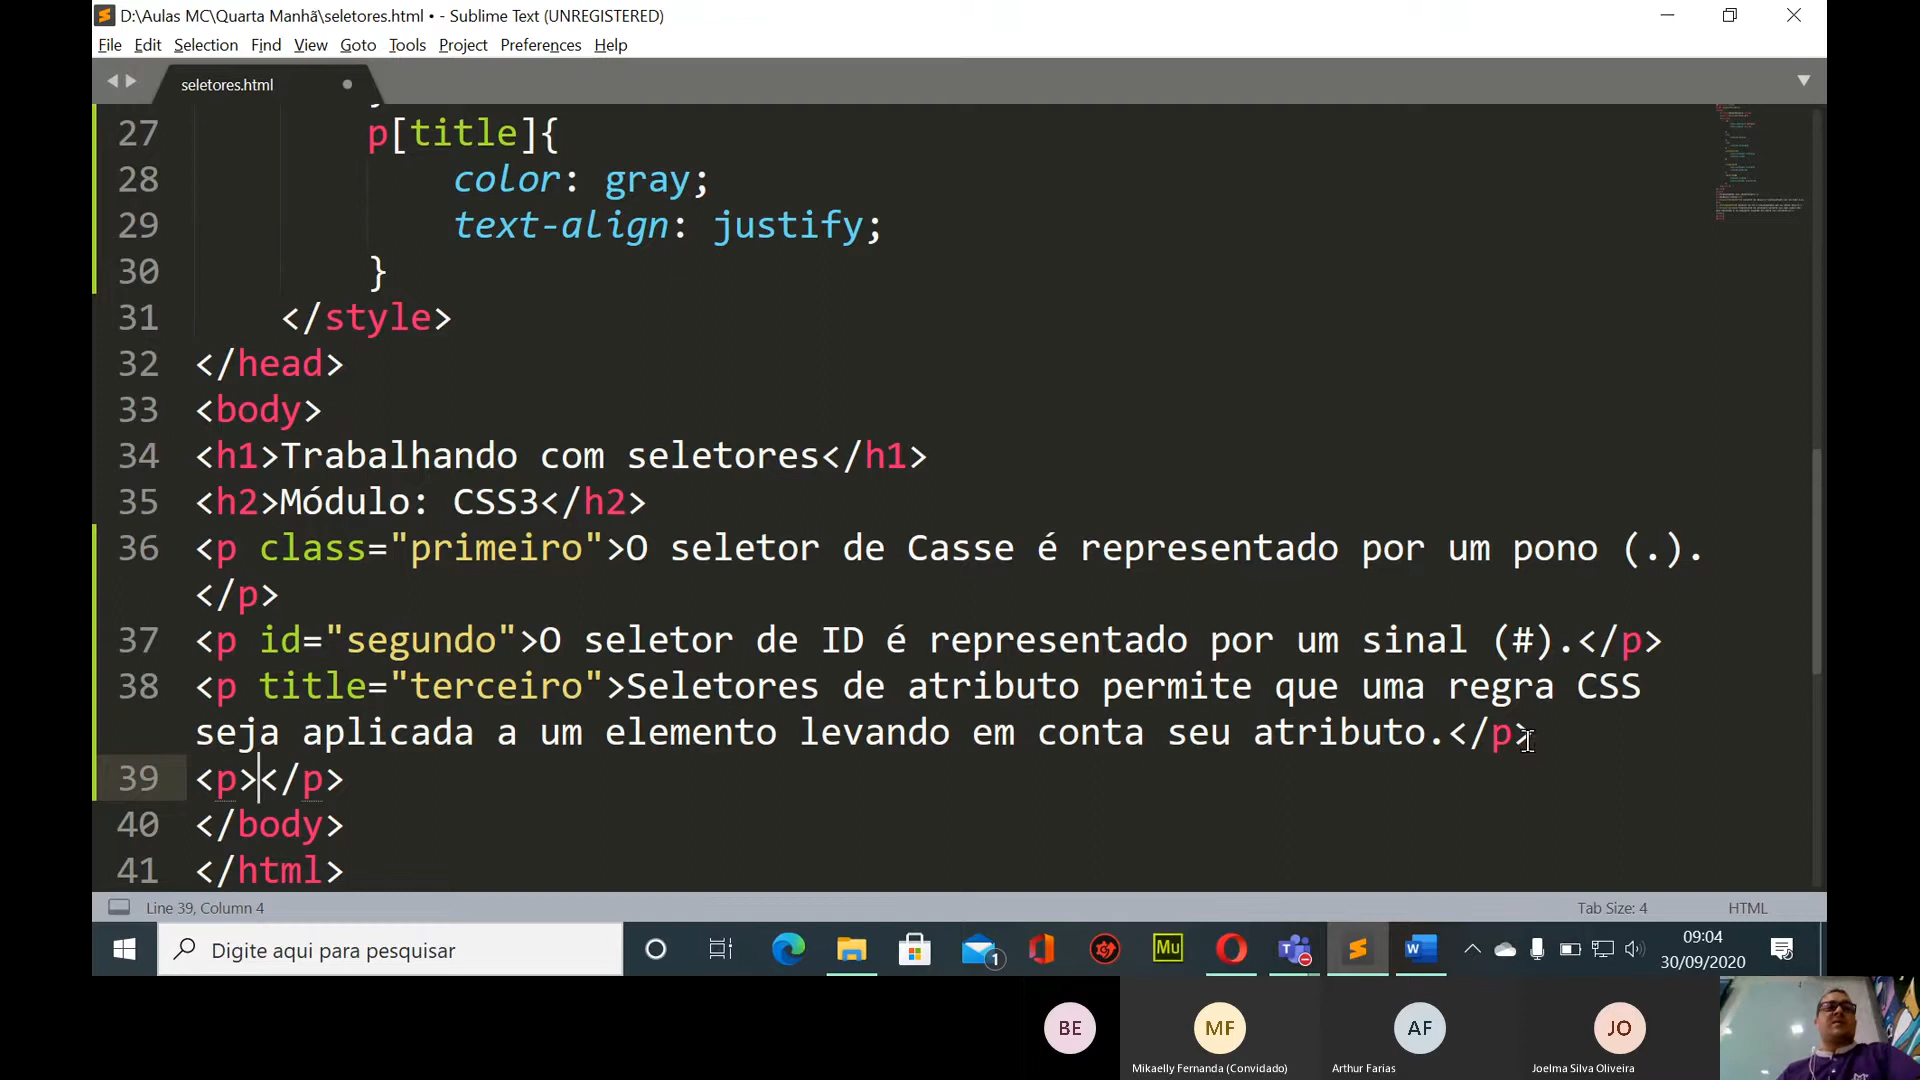 D:\Aulas MC\Quarta Manhã\seletores.html • - Sublime Text (UNREGISTERED)
File Edit Selection Find View Goto Tools Project Preferences Help
seletores.html
27 p[title]{
28 color: gray;
29 text-align: justify;
30 }
31 </style>
32 </head>
33 <body>
34 <h1>Trabalhando com seletores</h1>
35 <h2>Módulo: CSS3</h2>
36 <p class="primeiro">O seletor de Casse é representado por um pono (.).
</p>
37 <p id="segundo">O seletor de ID é representado por um sinal (#).</p>
38 <p title="terceiro">Seletores de atributo permite que uma regra CSS
seja aplicada a um elemento levando em conta seu atributo.</p>
39 <p></p>
40 </body>
41 </html>
Line 39, Column 4 Tab Size: 4 HTML
Digite aqui para pesquisar
1
Mu
W
09:04
30/09/2020
BE MF AF JO
Mikaelly Fernanda (Convidado) Arthur Farias Joelma Silva Oliveira